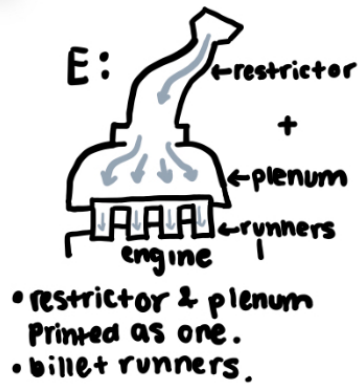 E:
←restrictor
+
←plenum
←runners
engine
• restrictor & plenum
printed as one.
• billet runners.